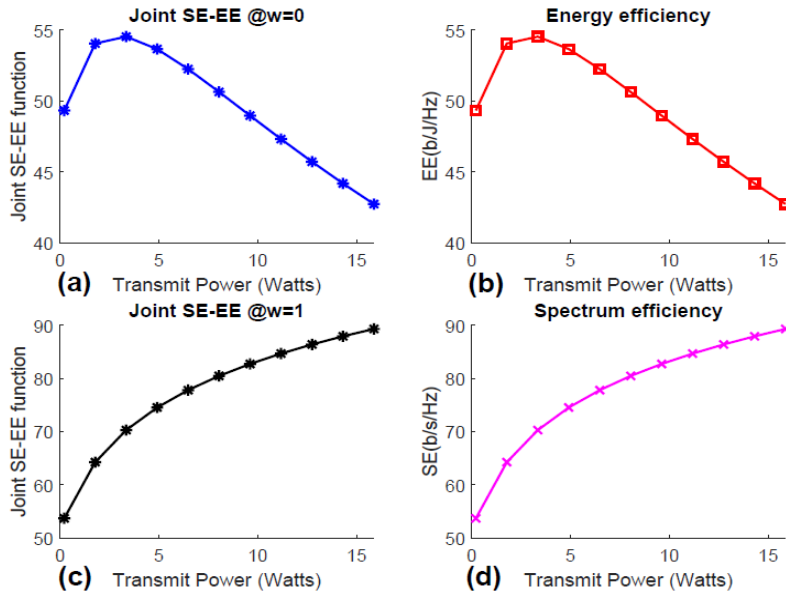 Joint SE-EE @w=0
55
50
45
40
Joint SE-EE function
0 5 10 15
(a) Transmit Power (Watts)
Energy efficiency
55
50
45
40
EE(b/J/Hz)
0 5 10 15
(b) Transmit Power (Watts)
Joint SE-EE @w=1
90
80
70
60
50
Joint SE-EE function
0 5 10 15
(c) Transmit Power (Watts)
Spectrum efficiency
90
80
70
60
50
SE(b/s/Hz)
0 5 10 15
(d) Transmit Power (Watts)